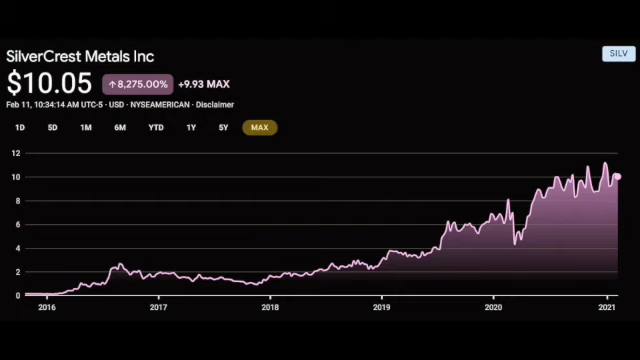 SilverCrest Metals Inc
SILV
$10.05 ↑8,275.00% +9.93 MAX
Feb 11, 10:34:14 AM UTC-5 · USD · NYSEAMERICAN · Disclaimer
1D 5D 1M 6M YTD 1Y 5Y MAX
12
10
8
6
4
2
0
2016 2017 2018 2019 2020 2021